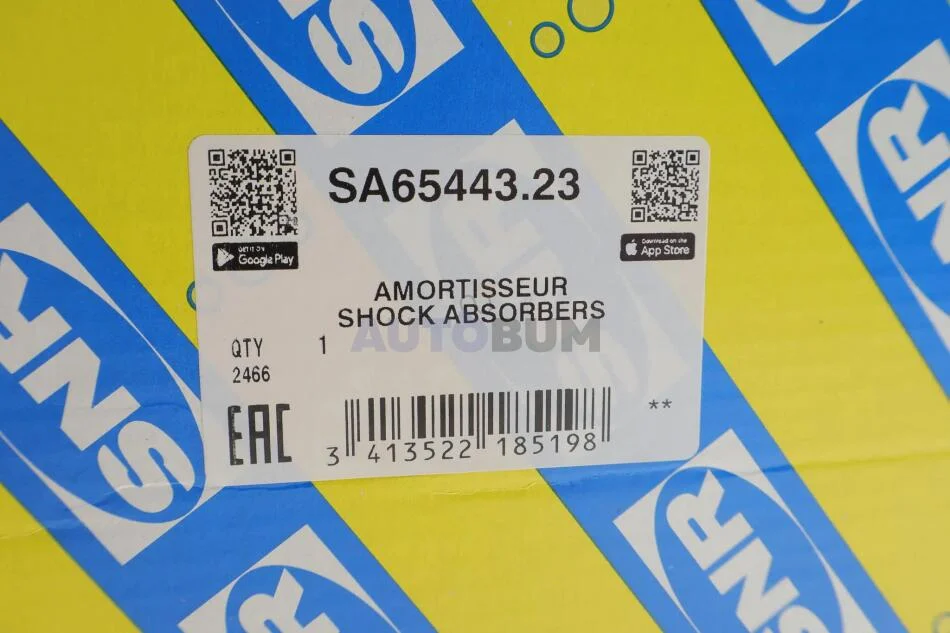 SNR
SNR
SA65443.23
GET IT ON
Google Play
Download on the
App Store
AMORTISSEUR
SHOCK ABSORBERS
AUTOBUM
QTY 1
2466
EAC
3 413522 185198
**
SNR
SNR